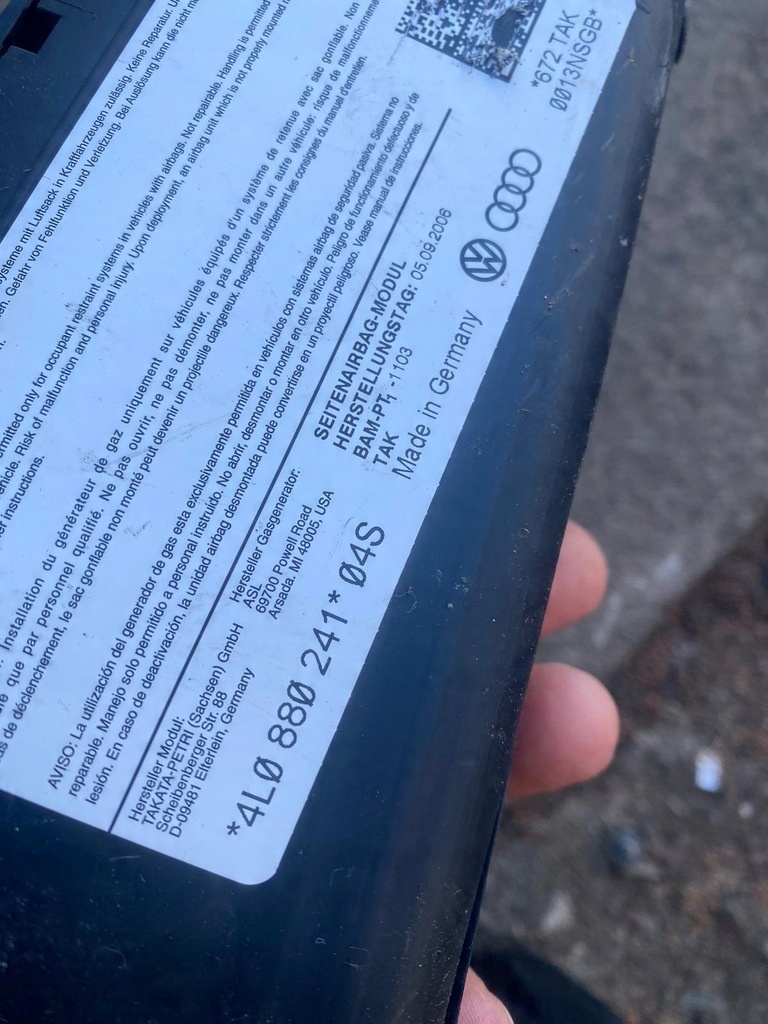 systeme mit Luftsack in Kraftfahrzeugen zulässig. Keine Reparatur.
Gefahr von Fehlfunktion und Verletzung. Bei Auslösung kann die nicht
only for occupant restraint systems in vehicles with airbags. Not repairable. Handling is permitted
Risk of malfunction and personal injury. Upon deployment, an airbag unit which is not properly mounted
instructions.
Installation du générateur de gaz uniquement sur véhicules équipés d'un système de retenue avec sac gonflable. Non
que par personnel qualifié. Ne pas ouvrir, ne pas démonter, ne pas monter dans un autre véhicule: risque de malfonctionnement
de déclenchement, le sac gonflable non monté peut devenir un projectile dangereux. Respecter strictement les consignes du manuel d'entretien.
AVISO: La utilización del generador de gas esta exclusivamente permitida en vehículos con sistemas airbag de seguridad pasiva. Sistema no
reparable. Manejo solo permitido a personal instruido. No abrir, desmontar o montar en otro vehículo. Peligro de funcionamiento defectuoso y de
lesión. En caso de deactivación, la unidad airbag desmontada puede convertirse en un projectil peligroso. Vease manual de instrucciones.
Hersteller Modul:
TAKATA-PETRI (Sachsen) GmbH
Scheibenberger Str. 88
D-09481 Elterlein, Germany
Hersteller Gasgenerator:
ASL
69700 Powell Road
Arsada, MI 48005, USA
SEITENAIRBAG-MODUL
HERSTELLUNGSTAG: 05.09.2006
BAM-PT1-1103
TAK
Made in Germany
*4L0 880 241*04S
*672 TAK
0013NSGB*